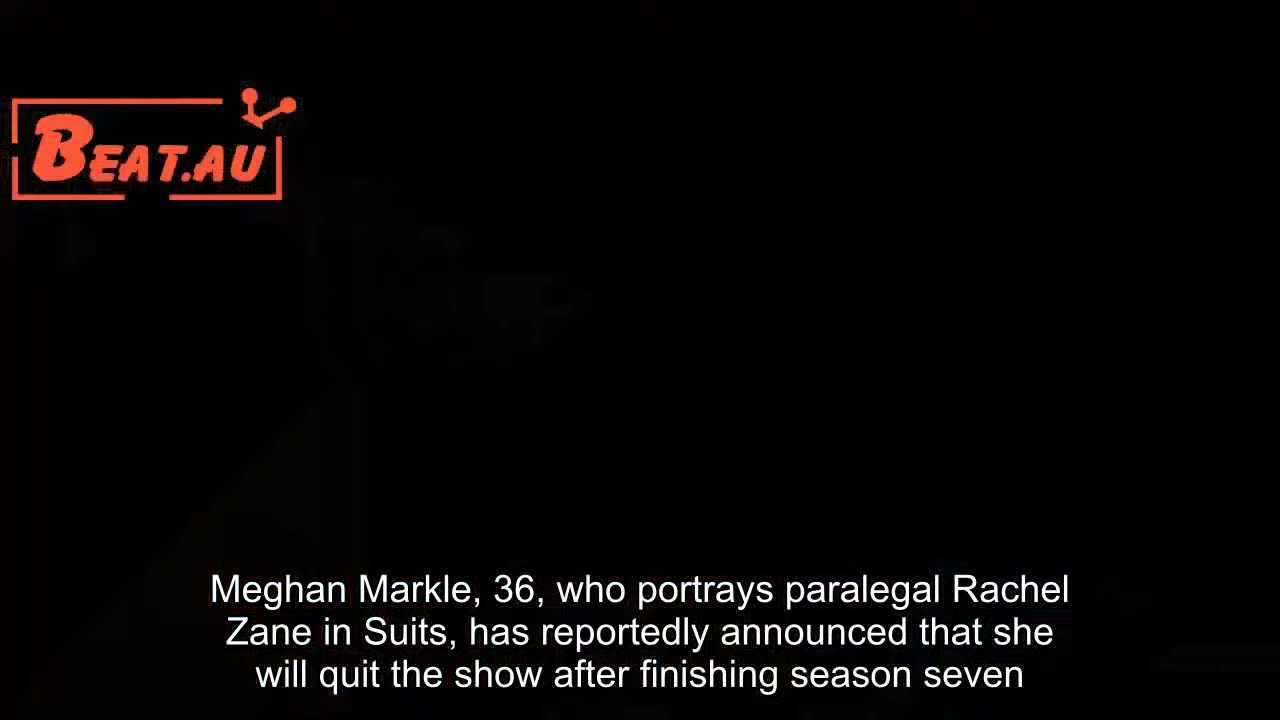 BEAT.AU
Meghan Markle, 36, who portrays paralegal Rachel
Zane in Suits, has reportedly announced that she
will quit the show after finishing season seven